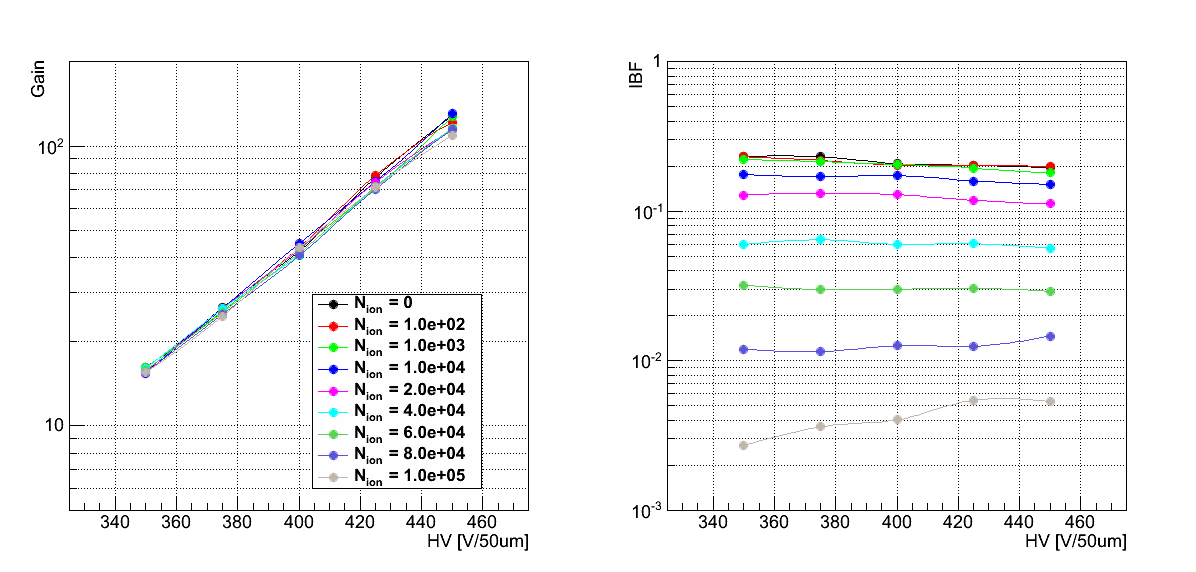 Gain
10²
10
N_ion = 0
N_ion = 1.0e+02
N_ion = 1.0e+03
N_ion = 1.0e+04
N_ion = 2.0e+04
N_ion = 4.0e+04
N_ion = 6.0e+04
N_ion = 8.0e+04
N_ion = 1.0e+05
340 360 380 400 420 440 460
HV [V/50um]
IBF
1
10⁻¹
10⁻²
10⁻³
340 360 380 400 420 440 460
HV [V/50um]